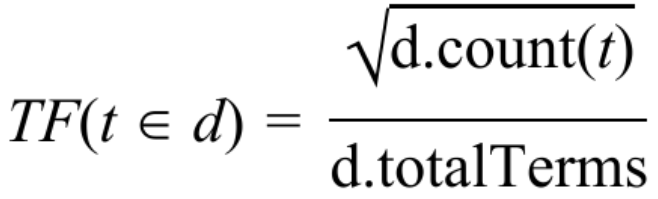 TF(t ∈ d) = √d.count(t)
d.totalTerms